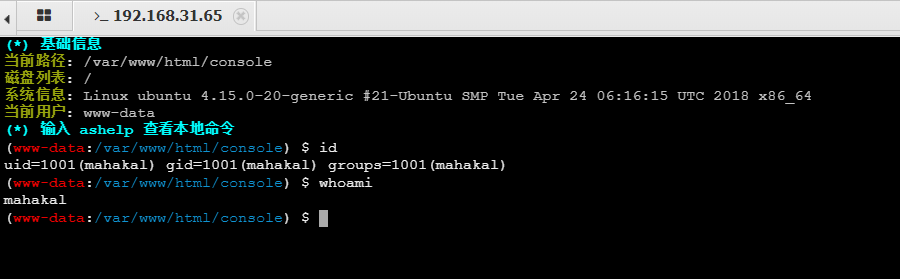 >_ 192.168.31.65
(*) 基础信息
当前路径: /var/www/html/console
磁盘列表: /
系统信息: Linux ubuntu 4.15.0-20-generic #21-Ubuntu SMP Tue Apr 24 06:16:15 UTC 2018 x86_64
当前用户: www-data
(*) 输入 ashelp 查看本地命令
(www-data:/var/www/html/console) $ id
uid=1001(mahakal) gid=1001(mahakal) groups=1001(mahakal)
(www-data:/var/www/html/console) $ whoami
mahakal
(www-data:/var/www/html/console) $